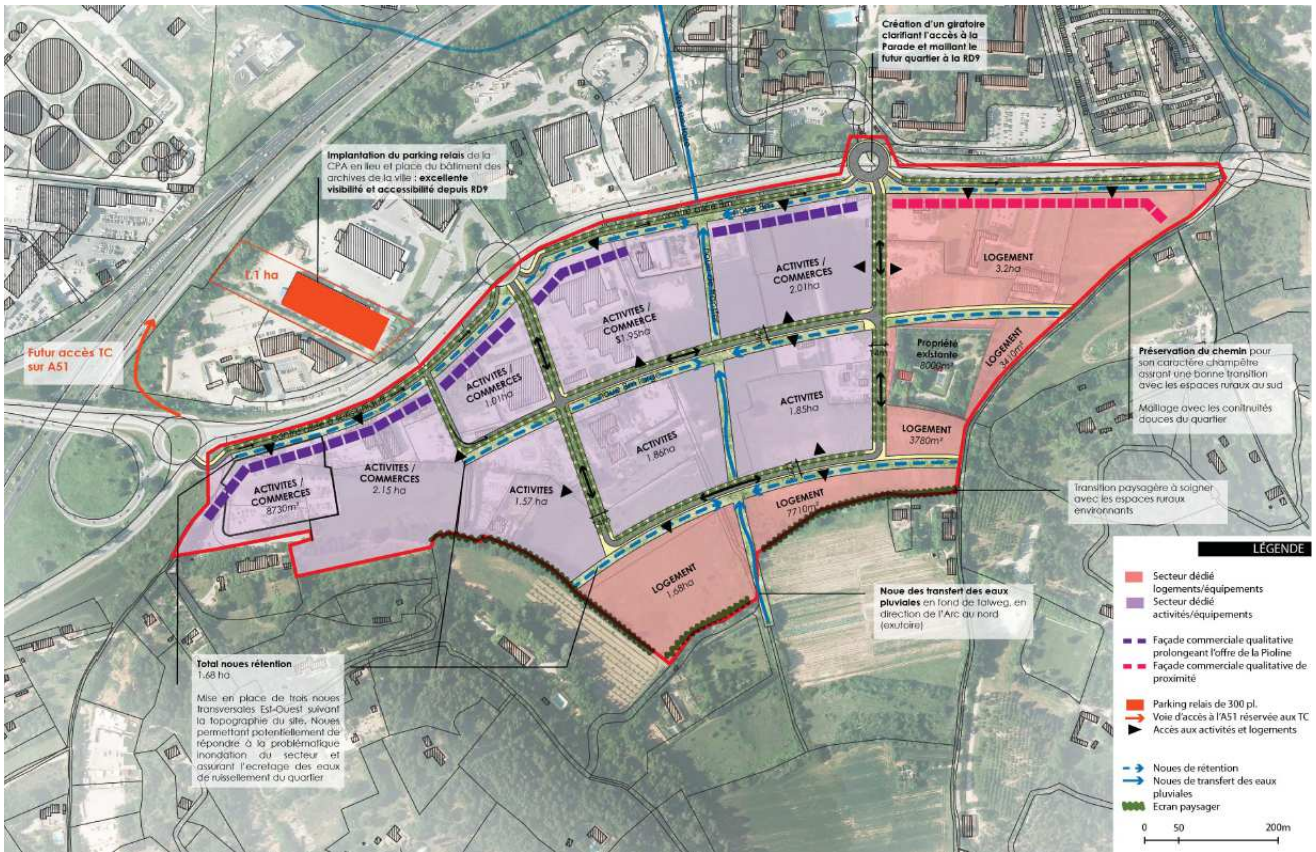 Création d'un giratoire
clarifiant l'accès à la
Parade et maillant le
futur quartier à la RD9
Implantation du parking relais de la
CPA en lieu et place du bâtiment des
archives de la ville : excellente
visibilité et accessibilité depuis RD9
1.1 ha
Futur accès TC
sur A51
LOGEMENT
3.2ha
ACTIVITES /
COMMERCES
2.01ha
ACTIVITES /
COMMERCE
S1.95ha
Propriété
existante
8000m²
LOGEMENT
3410m²
Préservation du chemin pour
son caractère champêtre
assrant une bonne transition
avec les espaces ruraux au sud
Maillage avec les conitnuités
douces du quartier
ACTIVITES /
COMMERCES
1.01ha
ACTIVITES
1.85ha
LOGEMENT
3780m²
ACTIVITES
1.86ha
ACTIVITES /
COMMERCES
2.15 ha
ACTIVITES /
COMMERCES
8730m²
ACTIVITES
1.57 ha
LOGEMENT
7710m²
Transition paysagère à soigner
avec les espaces ruraux
environnants
LOGEMENT
1.68ha
Noue des transfert des eaux
pluviales en fond de talweg, en
direction de l'Arc au nord
(exutoire)
Total noues rétention
1.68 ha
Mise en place de trois noues
transversales Est-Ouest suivant
la topographie du site. Noues
permettant potentiellement de
répondre à la problématique
inondation du secteur et
assurant l'ecretage des eaux
de ruissellement du quartier
LÉGENDE
Secteur dédié
logements/équipements
Secteur dédié
activités/équipements
Façade commerciale qualitative
prolongeant l'offre de la Pioline
Façade commerciale qualitative de
proximité
Parking relais de 300 pl.
Voie d'accès à l'A51 réservée aux TC
Accès aux activités et logements
Noues de rétention
Noues de transfert des eaux
pluviales
Ecran paysager
0 50 200m